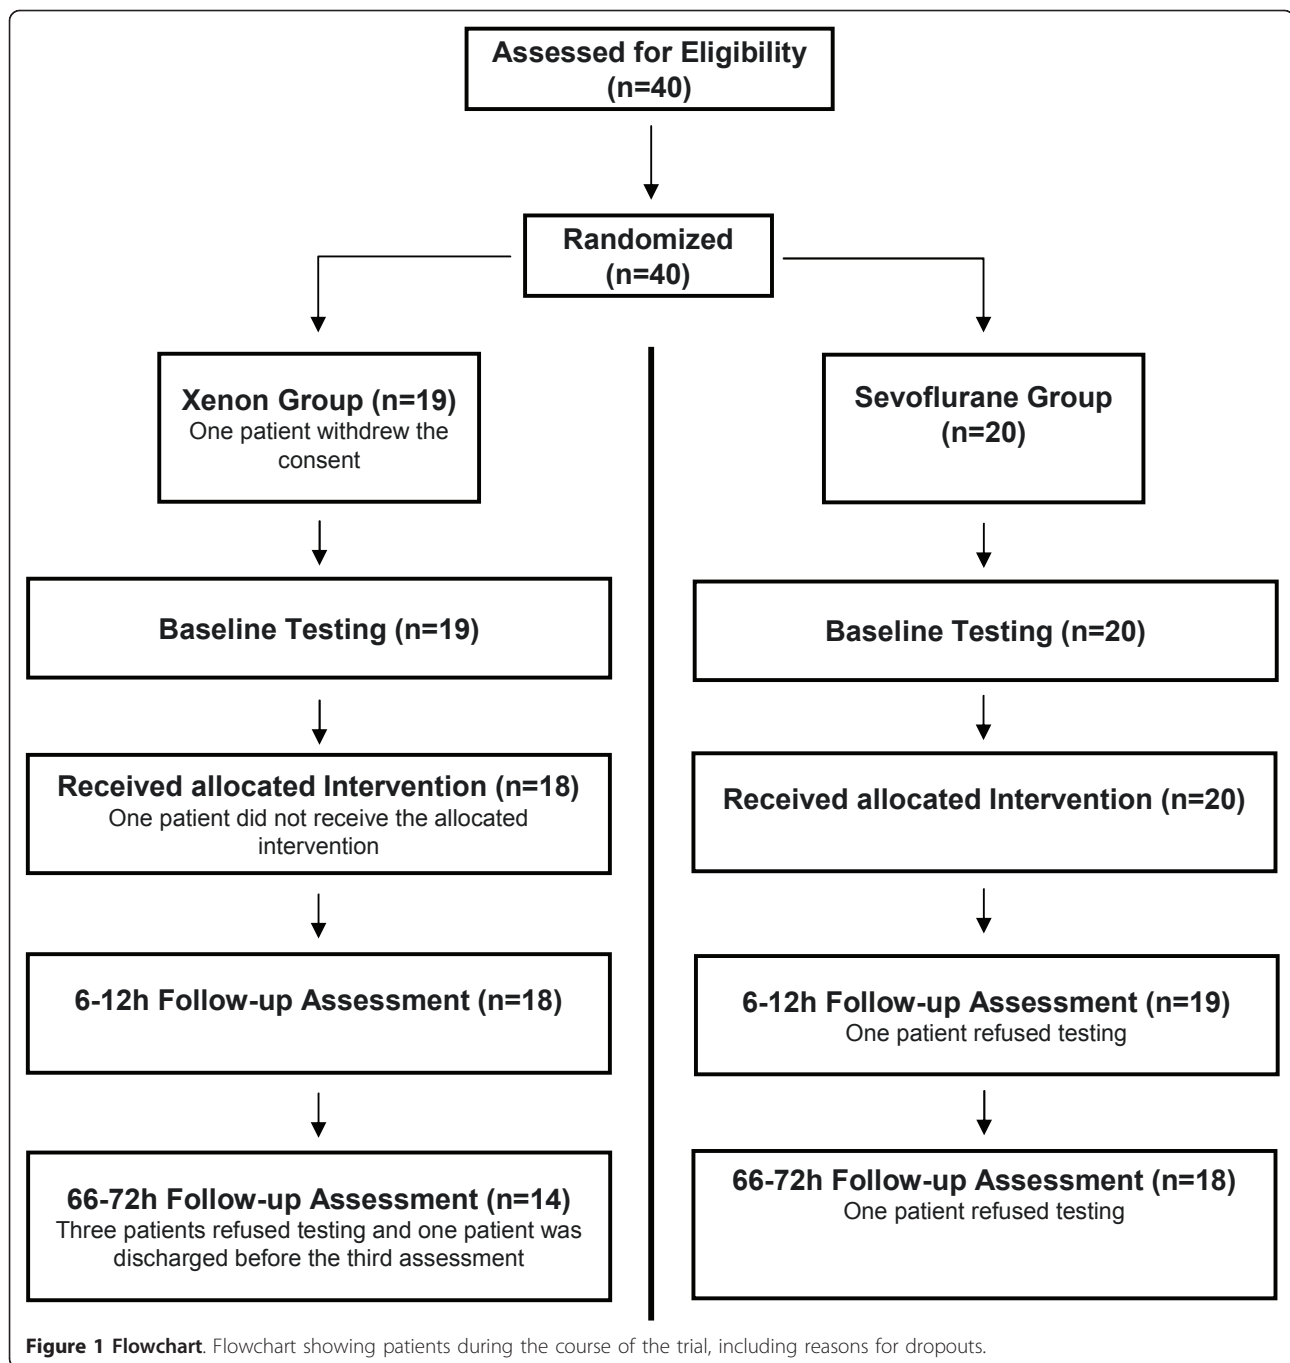 Assessed for Eligibility
(n=40)
Randomized
(n=40)
Xenon Group (n=19)
One patient withdrew the
consent
Baseline Testing (n=19)
Received allocated Intervention (n=18)
One patient did not receive the allocated
intervention
6-12h Follow-up Assessment (n=18)
66-72h Follow-up Assessment (n=14)
Three patients refused testing and one patient was
discharged before the third assessment
Sevoflurane Group
(n=20)
Baseline Testing (n=20)
Received allocated Intervention (n=20)
6-12h Follow-up Assessment (n=19)
One patient refused testing
66-72h Follow-up Assessment (n=18)
One patient refused testing
Figure 1 Flowchart. Flowchart showing patients during the course of the trial, including reasons for dropouts.